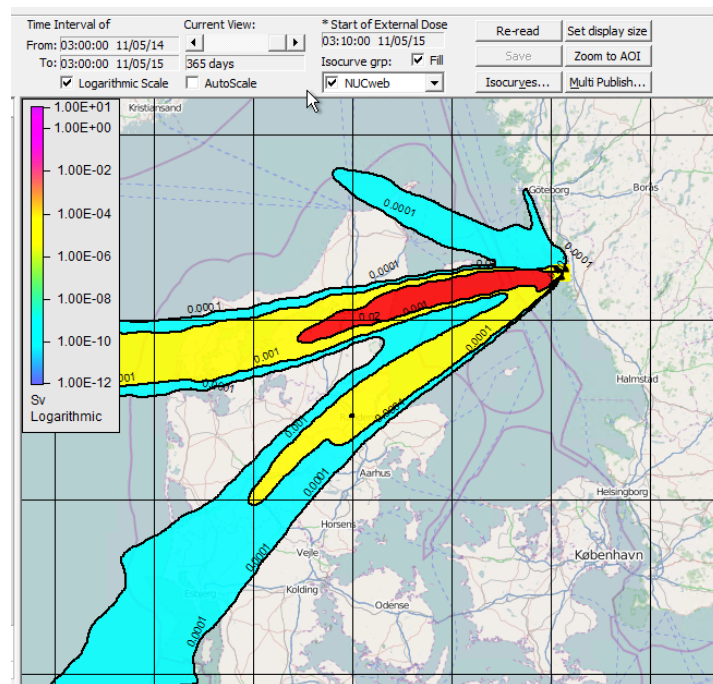 Time Interval of
From: 03:00:00 11/05/14
To: 03:00:00 11/05/15
Logarithmic Scale
Current View:
365 days
AutoScale
* Start of External Dose
03:10:00 11/05/15
Isocurve grp: Fill
NUCweb
Re-read
Set display size
Save
Zoom to AOI
Isocurves...
Multi Publish...
1.00E+01
1.00E+00
1.00E-02
1.00E-04
1.00E-06
1.00E-08
1.00E-10
1.00E-12
Sv
Logarithmic
Kristiansand
Göteborg
Borås
0.0001
0.0001
0.0001
0.0001
0.02
0.001
0.0001
0.001
0.0001
001
0.001
0.0001
0.0001
Halmstad
Aarhus
Helsingborg
Horsens
Vejle
København
Esbjerg
Kolding
Odense
0.0001
0.0001